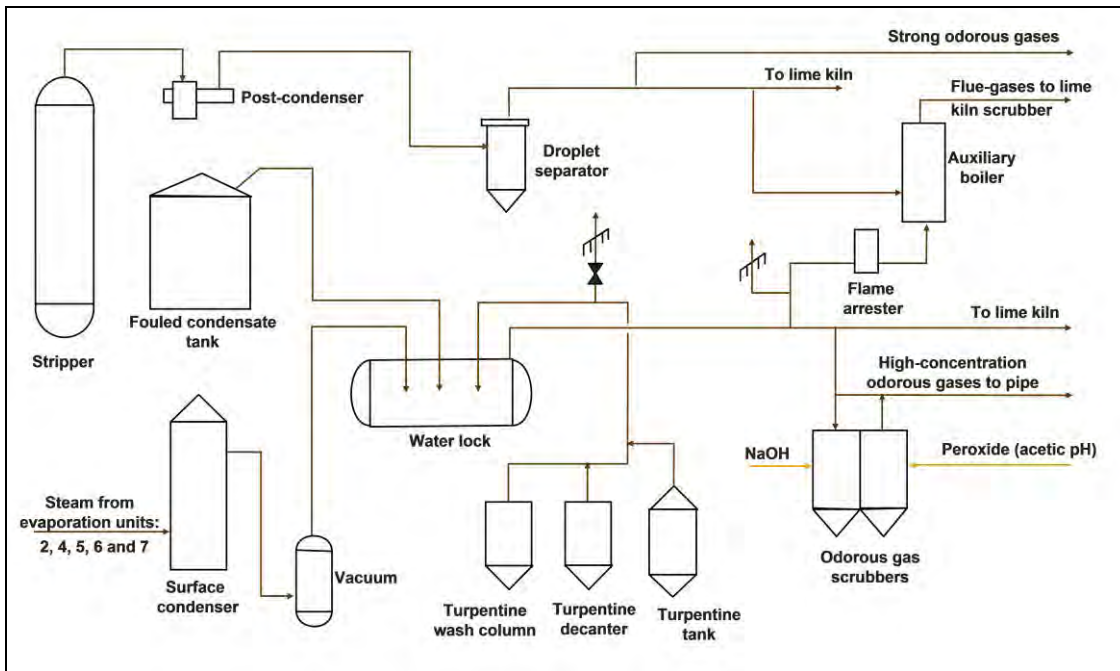 Strong odorous gases
To lime kiln
Flue-gases to lime
kiln scrubber
Post-condenser
Droplet
separator
Auxiliary
boiler
Flame
arrester
Fouled condensate
tank
Stripper
To lime kiln
High-concentration
odorous gases to pipe
Water lock
NaOH
Peroxide (acetic pH)
Steam from
evaporation units:
2, 4, 5, 6 and 7
Odorous gas
scrubbers
Vacuum
Surface
condenser
Turpentine
wash column
Turpentine
decanter
Turpentine
tank